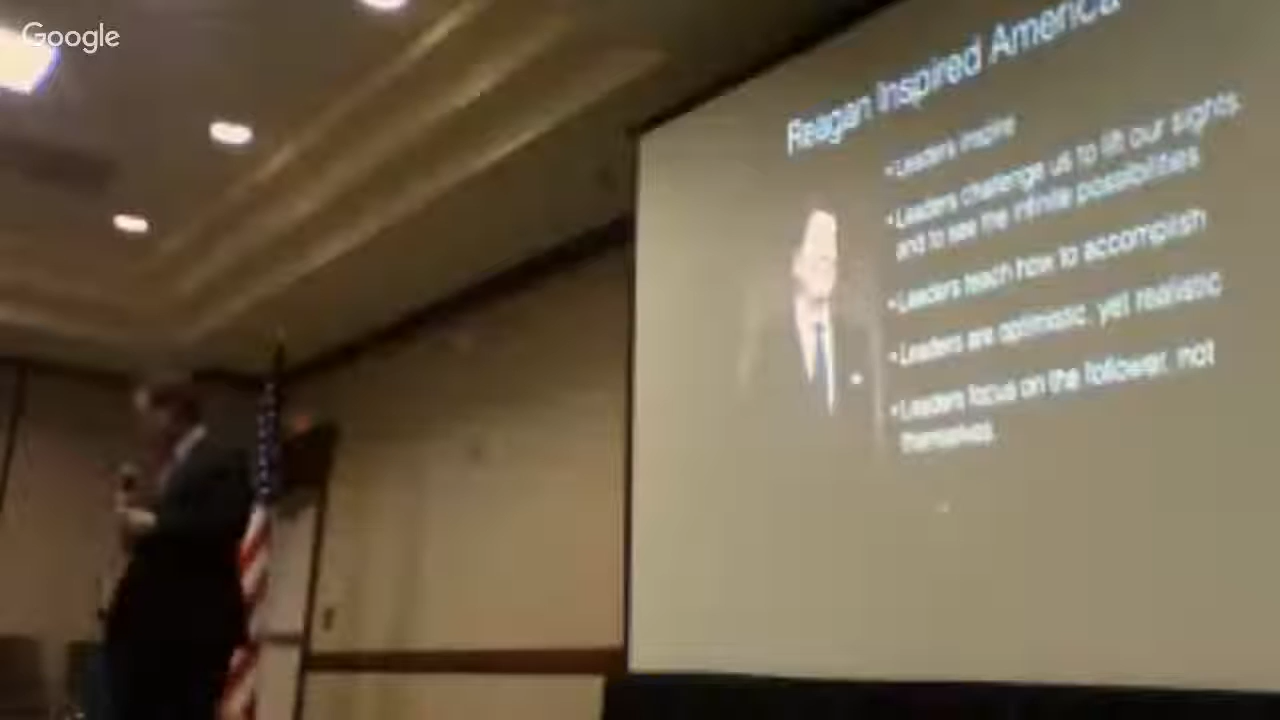 Google
Reagan Inspired America
• Leaders inspire
• Leaders challenge us to lift our sights
and to see the infinite possibilities
• Leaders teach how to accomplish
• Leaders are optimistic, yet realistic
• Leaders focus on the follower, not
themselves.